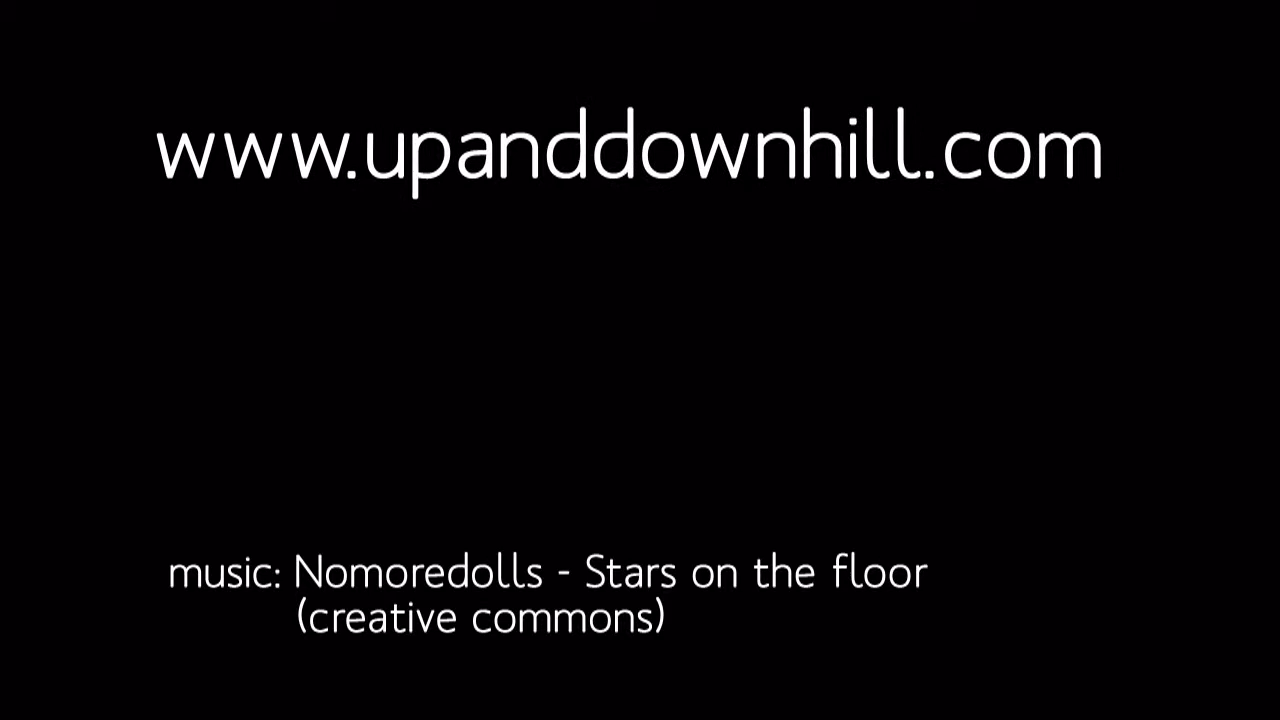 www.upanddownhill.com
music: Nomoredolls - Stars on the floor
(creative commons)